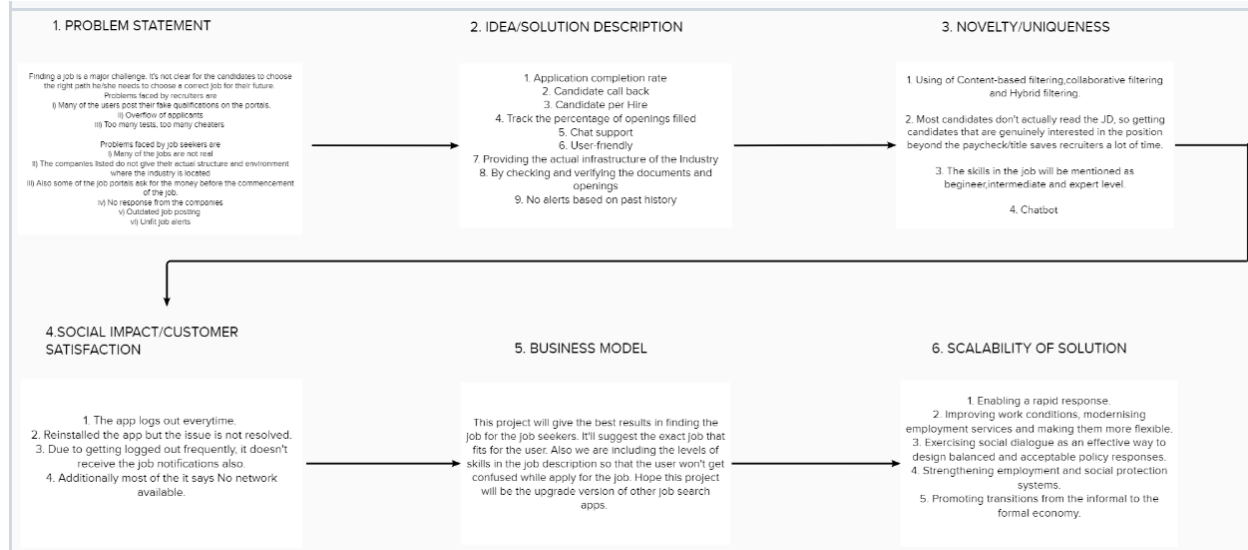 1. PROBLEM STATEMENT
Finding a job is a major challenge. It's not clear for the candidates to choose
the right path he/she needs to choose a correct job for their future.
Problems faced by recruiters are
i) Many of the users post their fake qualifications on the portals.
ii) Overflow of applicants
iii) Too many tests, too many cheaters
Problems faced by job seekers are
i) Many of the jobs are not real
ii) The companies listed do not give their actual structure and environment
where the industry is located
iii) Also some of the job portals ask for the money before the commencement
of the job.
iv) No response from the companies
v) Outdated job posting
vi) Unfit job alerts
2. IDEA/SOLUTION DESCRIPTION
1. Application completion rate
2. Candidate call back
3. Candidate per Hire
4. Track the percentage of openings filled
5. Chat support
6. User-friendly
7. Providing the actual infrastructure of the Industry
8. By checking and verifying the documents and
openings
9. No alerts based on past history
3. NOVELTY/UNIQUENESS
1. Using of Content-based filtering,collaborative filtering
and Hybrid filtering.
2. Most candidates don't actually read the JD, so getting
candidates that are genuinely interested in the position
beyond the paycheck/title saves recruiters a lot of time.
3. The skills in the job will be mentioned as
begineer,intermediate and expert level.
4. Chatbot
4.SOCIAL IMPACT/CUSTOMER
SATISFACTION
1. The app logs out everytime.
2. Reinstalled the app but the issue is not resolved.
3. Due to getting logged out frequently, it doesn't
receive the job notifications also.
4. Additionally most of the it says No network
available.
5. BUSINESS MODEL
This project will give the best results in finding the
job for the job seekers. It'll suggest the exact job that
fits for the user. Also we are including the levels of
skills in the job description so that the user won't get
confused while apply for the job. Hope this project
will be the upgrade version of other job search
apps.
6. SCALABILITY OF SOLUTION
1. Enabling a rapid response.
2. Improving work conditions, modernising
employment services and making them more flexible.
3. Exercising social dialogue as an effective way to
design balanced and acceptable policy responses.
4. Strengthening employment and social protection
systems.
5. Promoting transitions from the informal to the
formal economy.